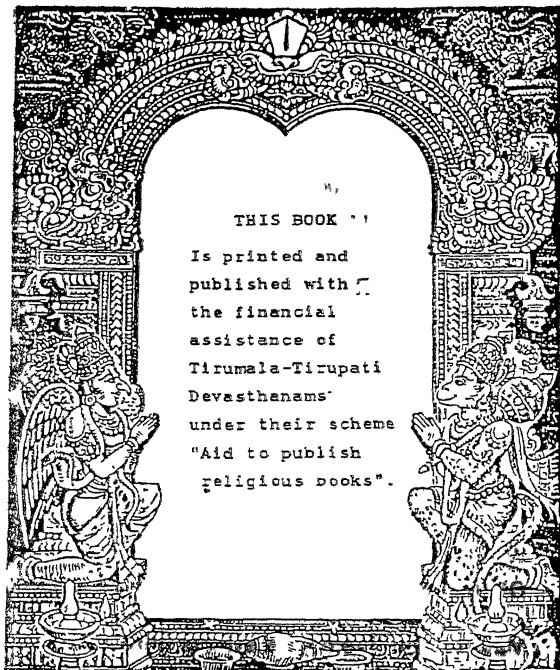 THIS BOOK
Is printed and
published with
the financial
assistance of
Tirumala-Tirupati
Devasthanams
under their scheme
"Aid to publish
religious books".